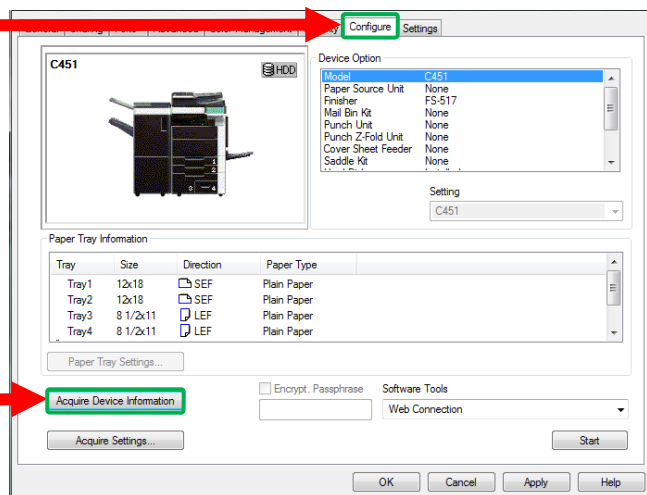 Configure Settings
C451 HDD
Device Option
Model C451
Paper Source Unit None
Finisher FS-517
Mail Bin Kit None
Punch Unit None
Punch Z-Fold Unit None
Cover Sheet Feeder None
Saddle Kit None
1
2
3 4
Setting
C451
Paper Tray Information
Tray Size Direction Paper Type
Tray1 12x18 SEF Plain Paper
Tray2 12x18 SEF Plain Paper
Tray3 8 1/2x11 LEF Plain Paper
Tray4 8 1/2x11 LEF Plain Paper
Paper Tray Settings...
Acquire Device Information
Encrypt. Passphrase Software Tools
Web Connection
Acquire Settings... Start
OK Cancel Apply Help